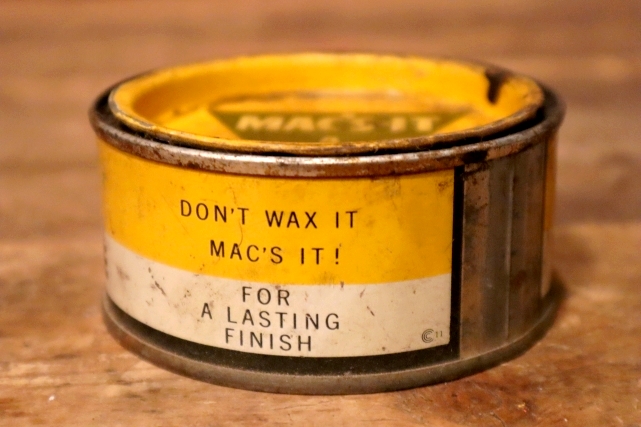 MAC'S IT
DON'T WAX IT
MAC'S IT!
FOR
A LASTING
FINISH